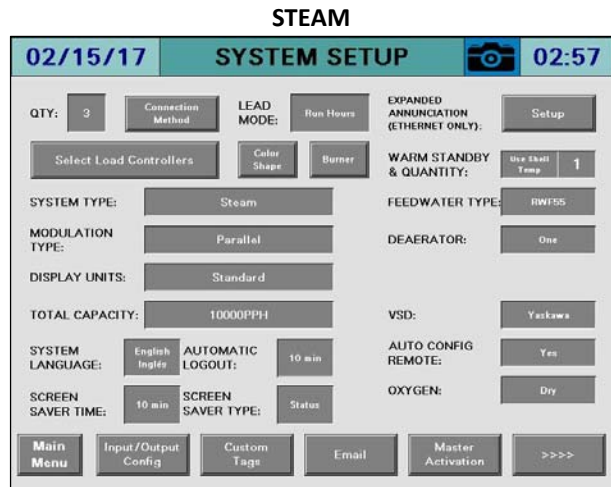 STEAM
02/15/17 SYSTEM SETUP 02:57
QTY: 3 Connection
Method
LEAD
MODE: Run Hours
EXPANDED
ANNUNCIATION
(ETHERNET ONLY): Setup
Select Load Controllers Color
Shape Burner
WARM STANDBY
& QUANTITY: Use Shell
Temp 1
SYSTEM TYPE: Steam FEEDWATER TYPE: RWF55
MODULATION
TYPE: Parallel DEAERATOR: One
DISPLAY UNITS: Standard
TOTAL CAPACITY: 10000PPH VSD: Yaskawa
SYSTEM
LANGUAGE: English
Inglés
AUTOMATIC
LOGOUT: 10 min
AUTO CONFIG
REMOTE: Yes
SCREEN
SAVER TIME: 10 min
SCREEN
SAVER TYPE: Status
OXYGEN: Dry
Main
Menu
Input/Output
Config
Custom
Tags
Email
Master
Activation
>>>>